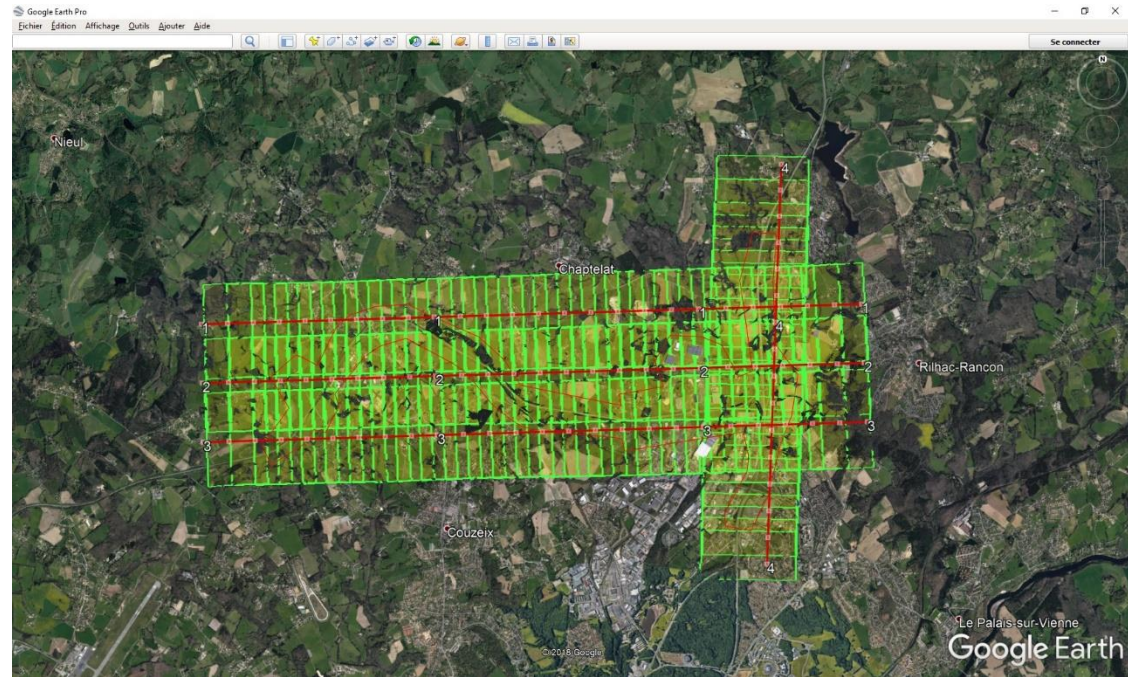 Google Earth Pro
Fichier Édition Affichage Outils Ajouter Aide
Se connecter
N
Nieul
4
Chaptelat
1 1 1 1
4
2 2 2 2
Rilhac-Rancon
3 3 3 3
Couzeix
4
Le Palais-sur-Vienne
© 2018 Google
Google Earth